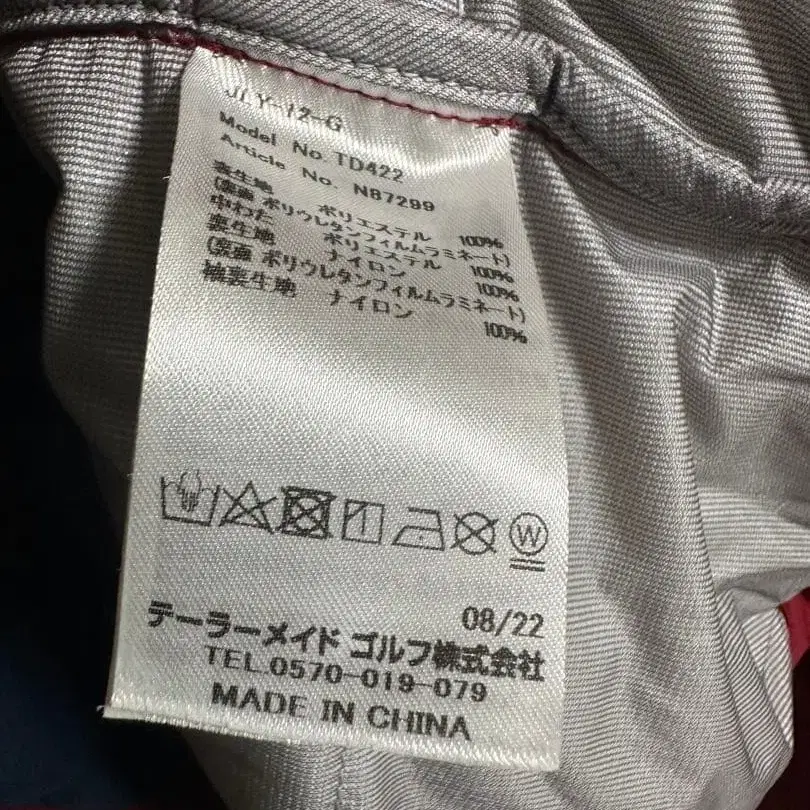 JLY-12-G
Model No. TD422
Article No. N87299
表生地 ポリエステル 100%
(裏面 ポリウレタンフィルムラミネート)
中わた ポリエステル 100%
裏生地 ナイロン 100%
(裏面 ポリウレタンフィルムラミネート)
袖裏生地 ナイロン 100%
W
08/22
テーラーメイド ゴルフ株式会社
TEL.0570-019-079
MADE IN CHINA